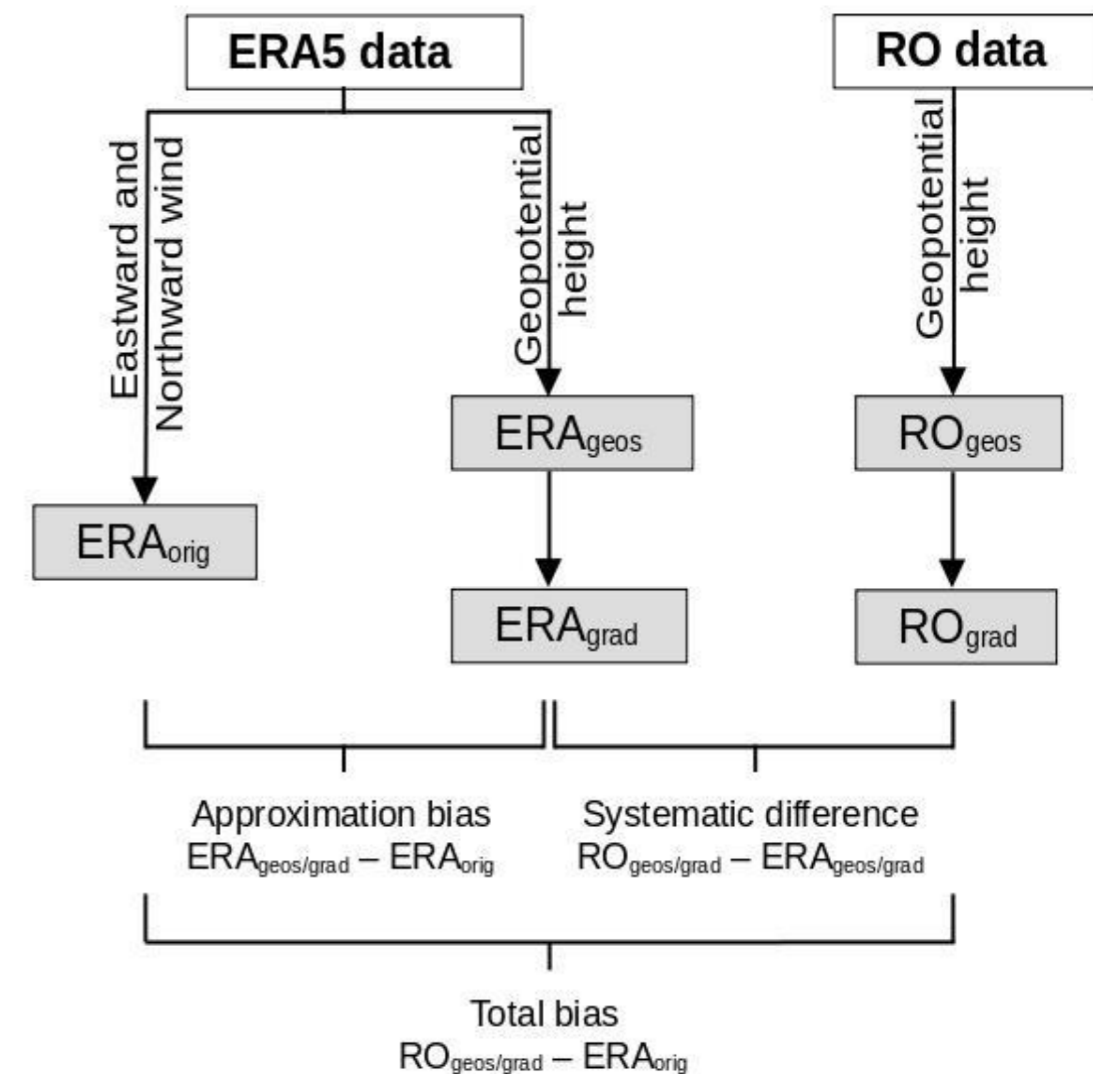 ERA5 data
RO data
Eastward and
Northward wind
Geopotential
height
Geopotential
height
ERAgeos
ROgeos
ERAorig
ERAgrad
ROgrad
Approximation bias
ERAgeos/grad – ERAorig
Systematic difference
ROgeos/grad – ERAgeos/grad
Total bias
ROgeos/grad – ERAorig